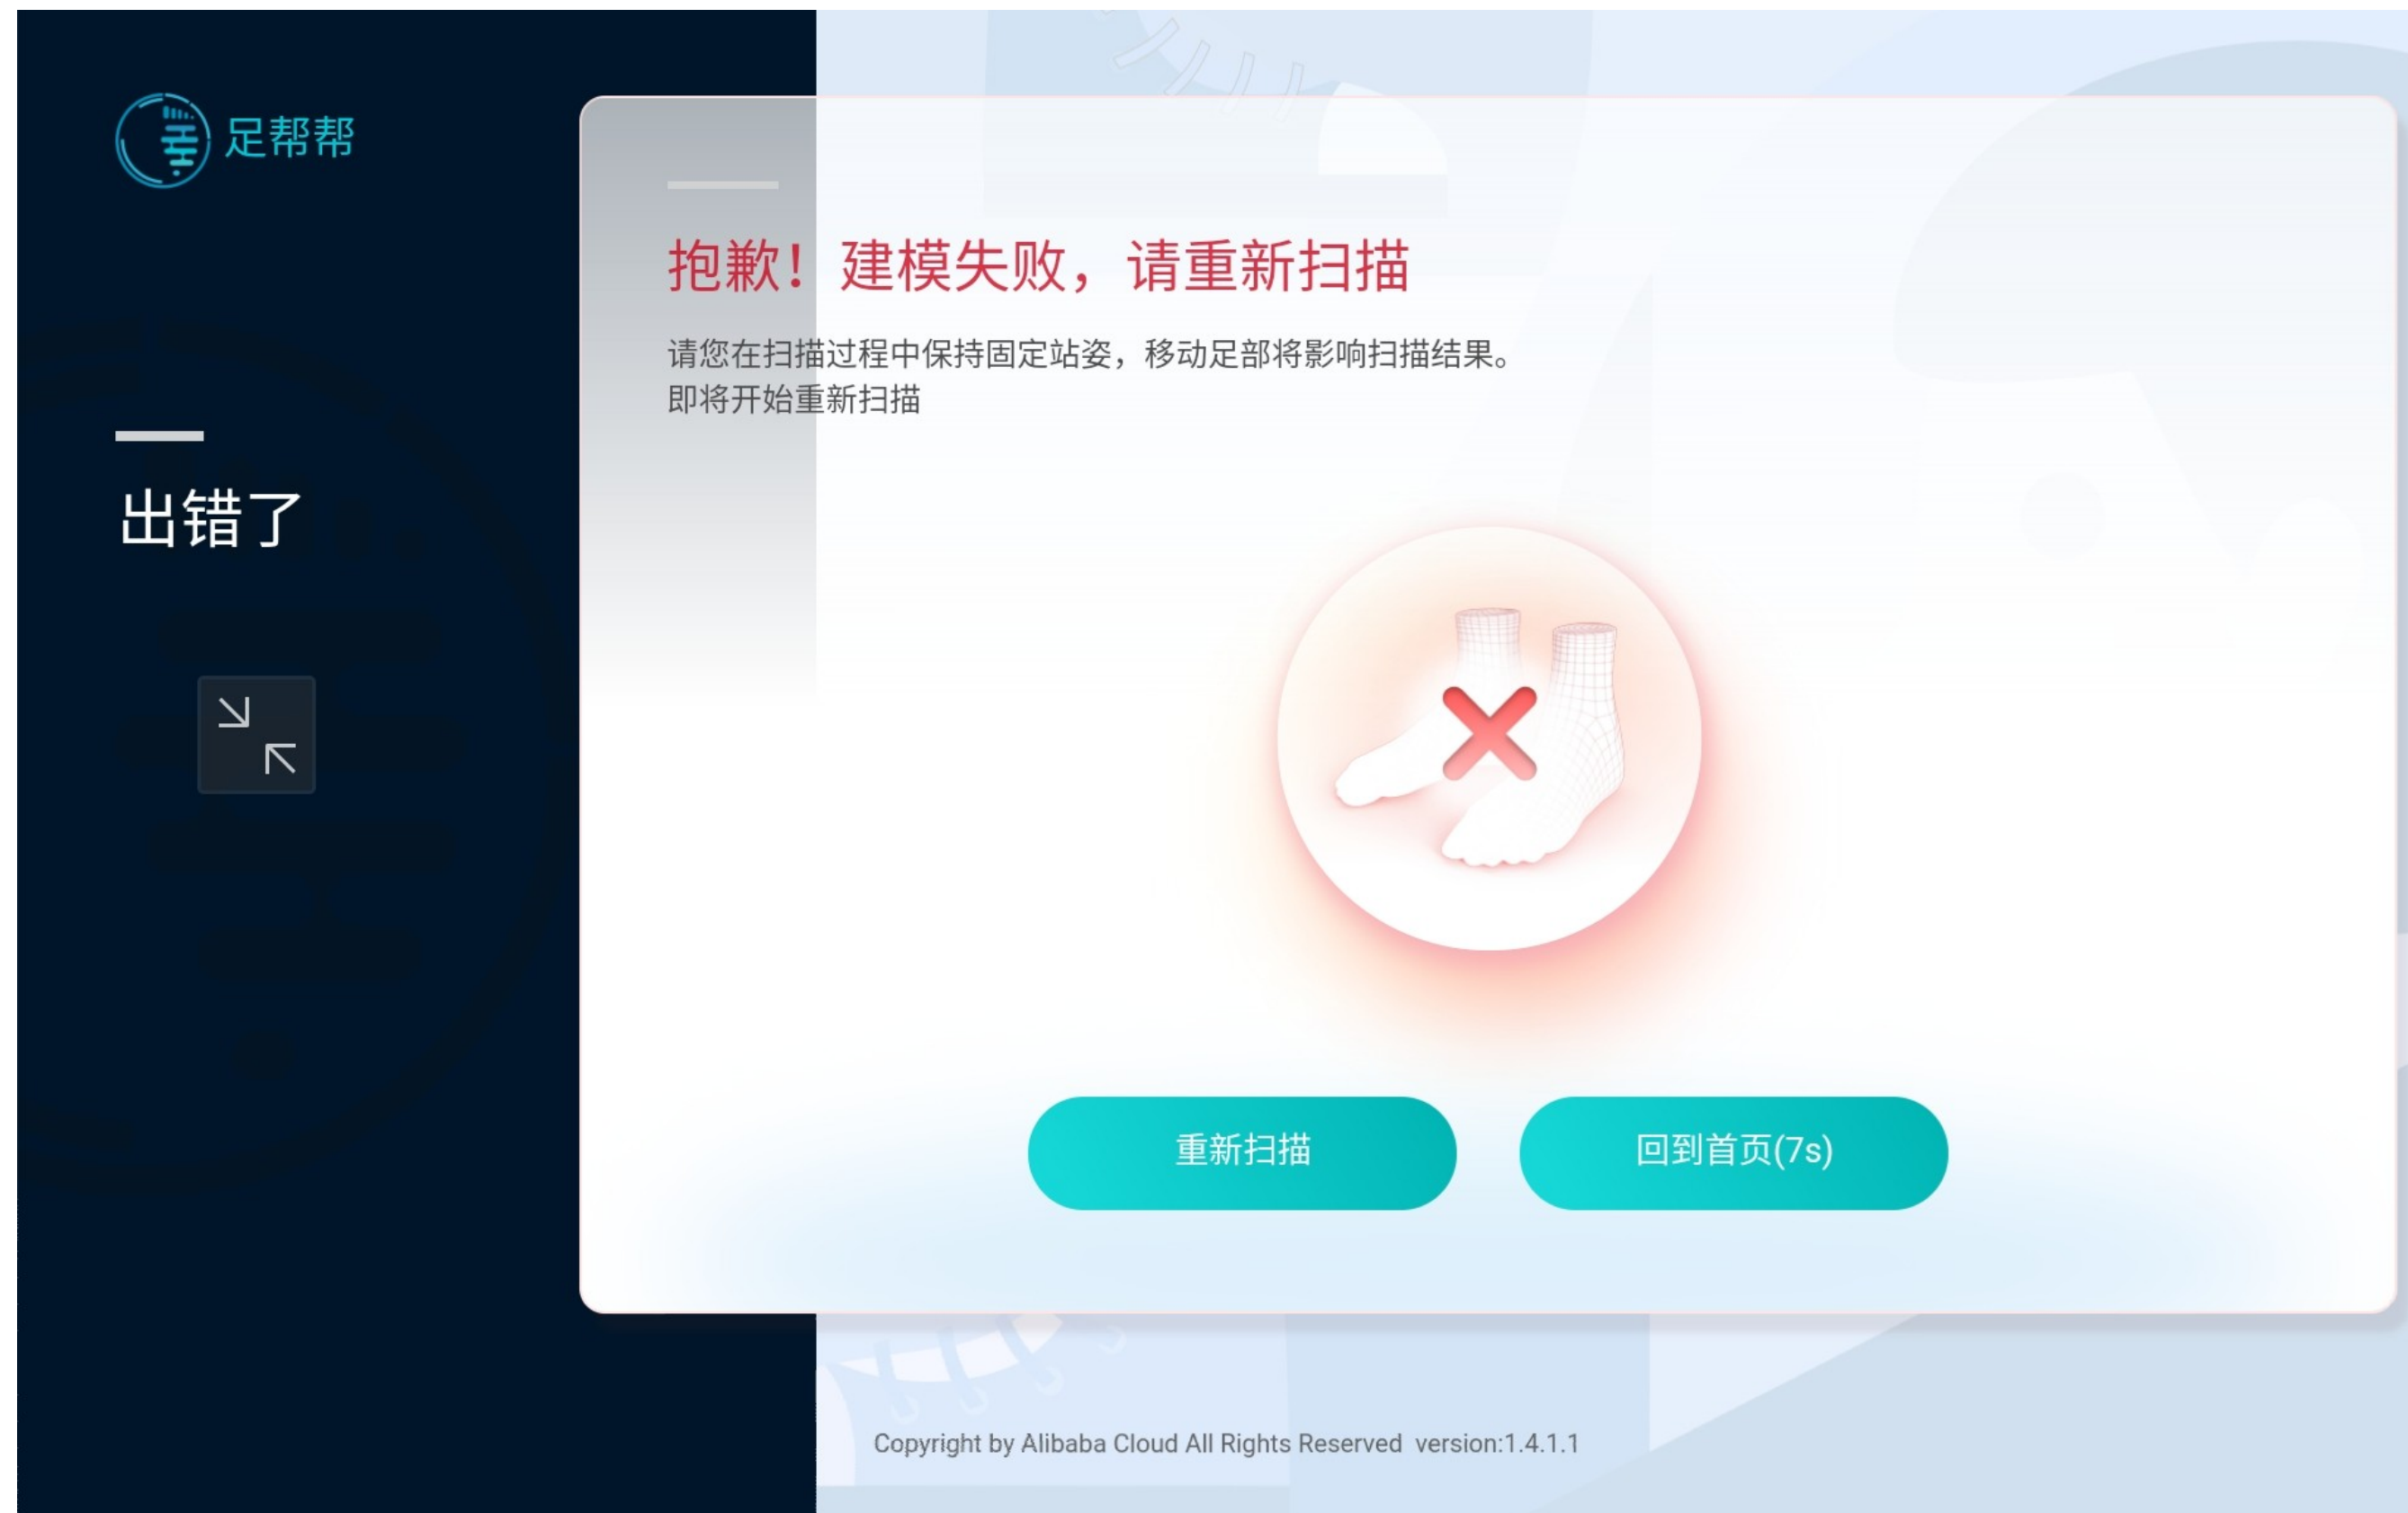 足帮帮
出错了
抱歉！建模失败，请重新扫描
请您在扫描过程中保持固定站姿，移动足部将影响扫描结果。
即将开始重新扫描
重新扫描
回到首页(7s)
Copyright by Alibaba Cloud All Rights Reserved version:1.4.1.1